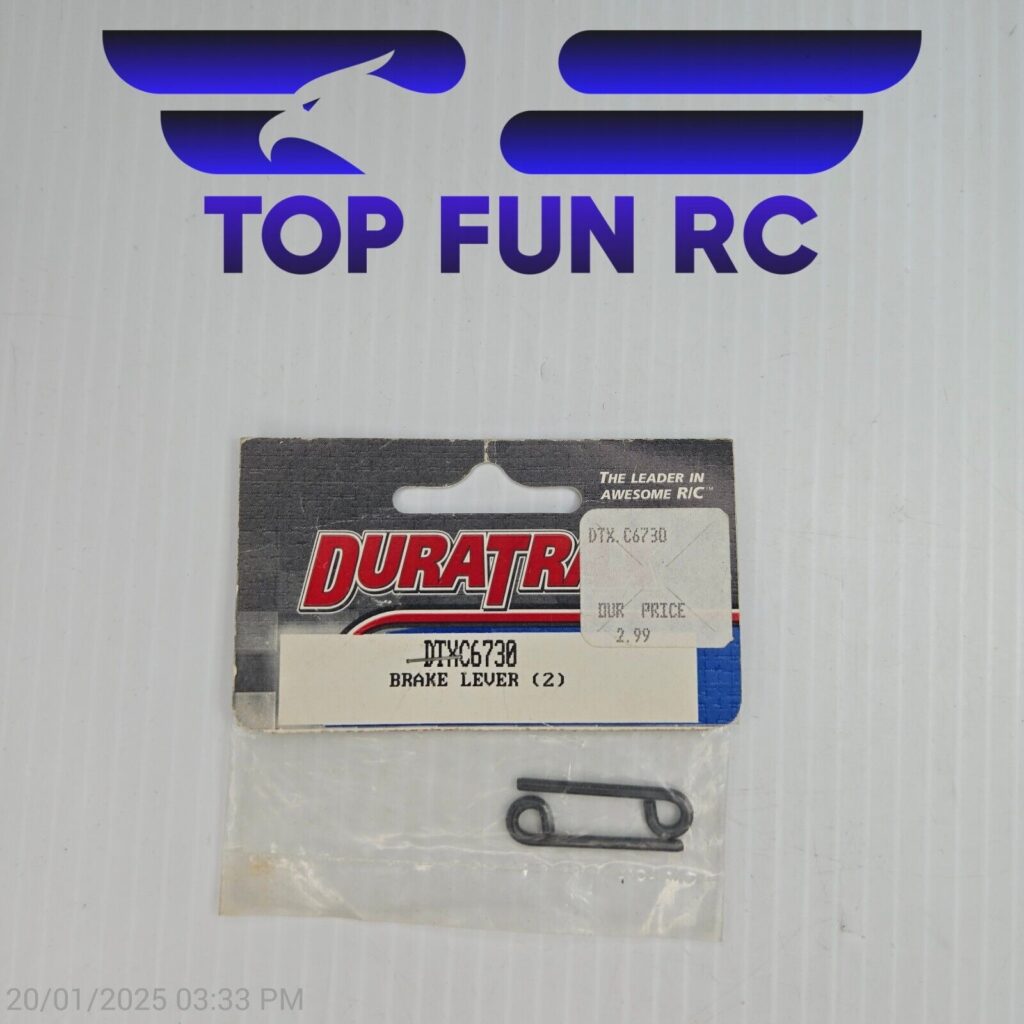 TOP FUN RC
THE LEADER IN
AWESOME R/C™
DURATRA
DTX.C6730
OUR PRICE
2.99
DTXC6730
BRAKE LEVER (2)
20/01/2025 03:33 PM